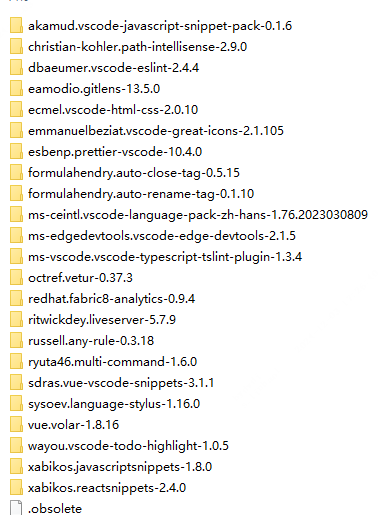 akamud.vscode-javascript-snippet-pack-0.1.6
christian-kohler.path-intellisense-2.9.0
dbaeumer.vscode-eslint-2.4.4
eamodio.gitlens-13.5.0
ecmel.vscode-html-css-2.0.10
emmanuelbeziat.vscode-great-icons-2.1.105
esbenp.prettier-vscode-10.4.0
formulahendry.auto-close-tag-0.5.15
formulahendry.auto-rename-tag-0.1.10
ms-ceintl.vscode-language-pack-zh-hans-1.76.2023030809
ms-edgedevtools.vscode-edge-devtools-2.1.5
ms-vscode.vscode-typescript-tslint-plugin-1.3.4
octref.vetur-0.37.3
redhat.fabric8-analytics-0.9.4
ritwickdey.liveserver-5.7.9
russell.any-rule-0.3.18
ryuta46.multi-command-1.6.0
sdras.vue-vscode-snippets-3.1.1
sysoev.language-stylus-1.16.0
vue.volar-1.8.16
wayou.vscode-todo-highlight-1.0.5
xabikos.javascriptsnippets-1.8.0
xabikos.reactsnippets-2.4.0
.obsolete